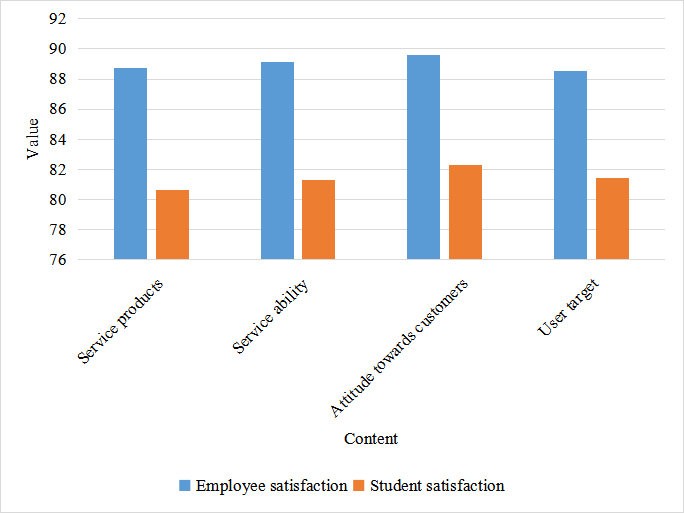 92
90
88
86
84
82
80
78
76
Value
Service products
Service ability
Attitude towards customers
User target
Content
Employee satisfaction Student satisfaction